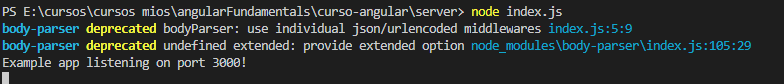 PS E:\cursos\cursos mios\angularFundamentals\curso-angular\server> node index.js
body-parser deprecated bodyParser: use individual json/urlencoded middlewares index.js:5:9
body-parser deprecated undefined extended: provide extended option node_modules\body-parser\index.js:105:29
Example app listening on port 3000!